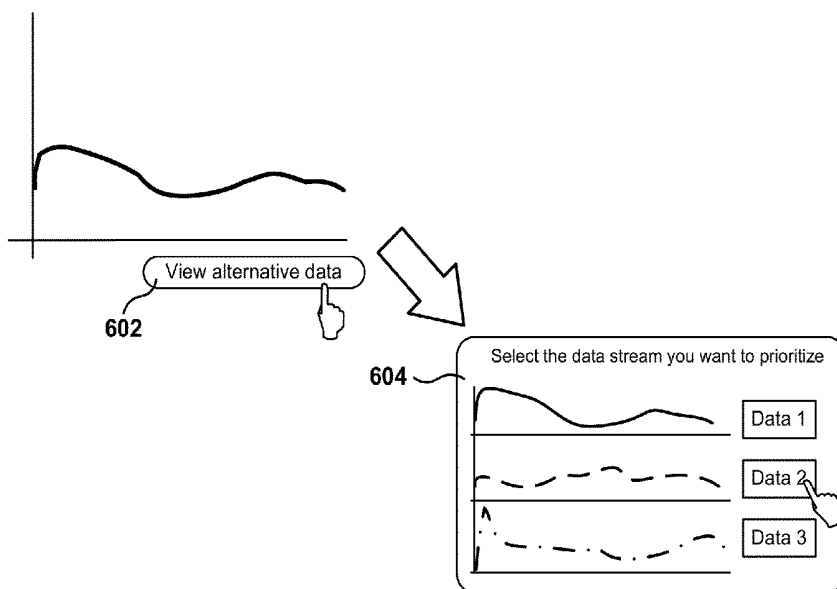 View alternative data
602
604
Select the data stream you want to prioritize
Data 1
Data 2
Data 3